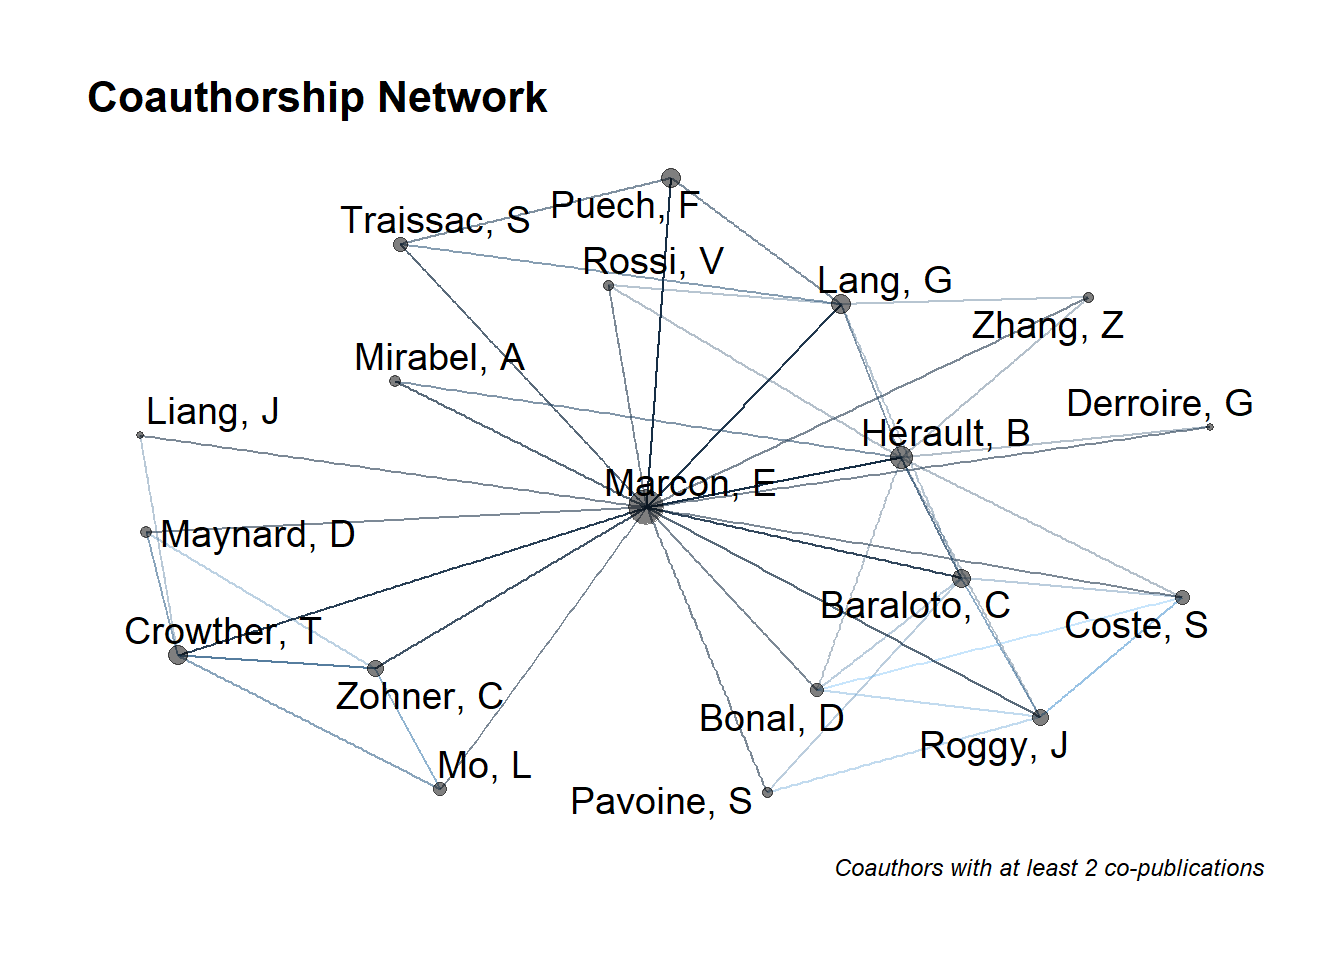 Coauthorship Network
Puech, F
Traissac, S
Rossi, V
Lang, G
Zhang, Z
Mirabel, A
Liang, J
Derroire, G
Hérault, B
Marcon, E
Maynard, D
Baraloto, C
Coste, S
Crowther, T
Zohner, C
Bonal, D
Roggy, J
Mo, L
Pavoine, S
Coauthors with at least 2 co-publications